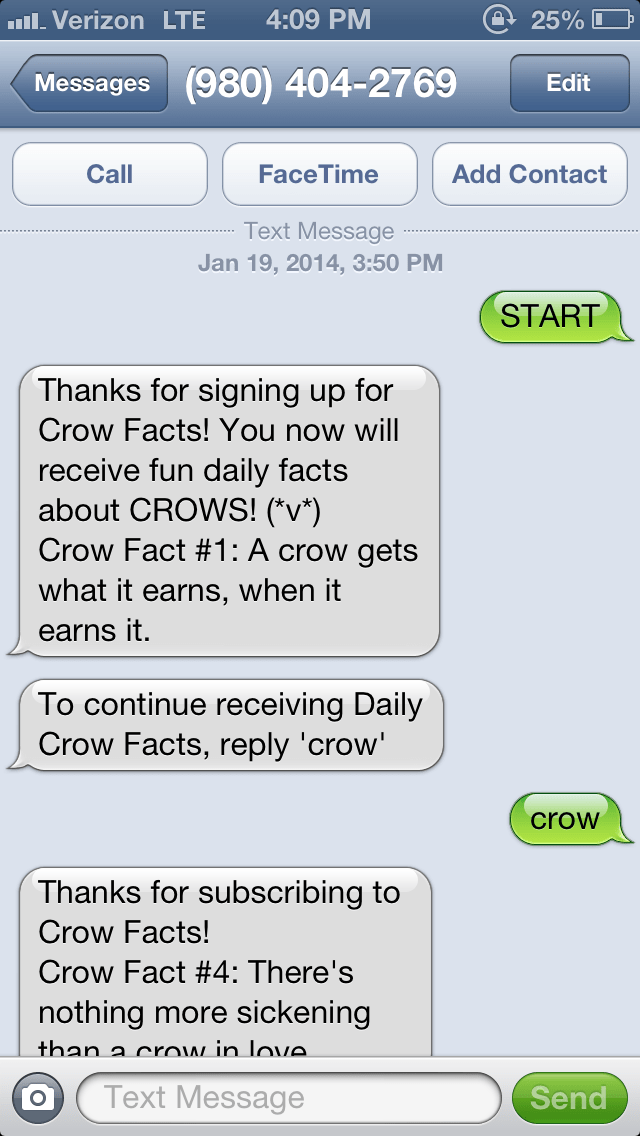 Verizon LTE 4:09 PM 25%
Messages (980) 404-2769 Edit
Call FaceTime Add Contact
Text Message
Jan 19, 2014, 3:50 PM
START
Thanks for signing up for
Crow Facts! You now will
receive fun daily facts
about CROWS! (*v*)
Crow Fact #1: A crow gets
what it earns, when it
earns it.
To continue receiving Daily
Crow Facts, reply 'crow'
crow
Thanks for subscribing to
Crow Facts!
Crow Fact #4: There's
nothing more sickening
than a crow in love
Text Message Send